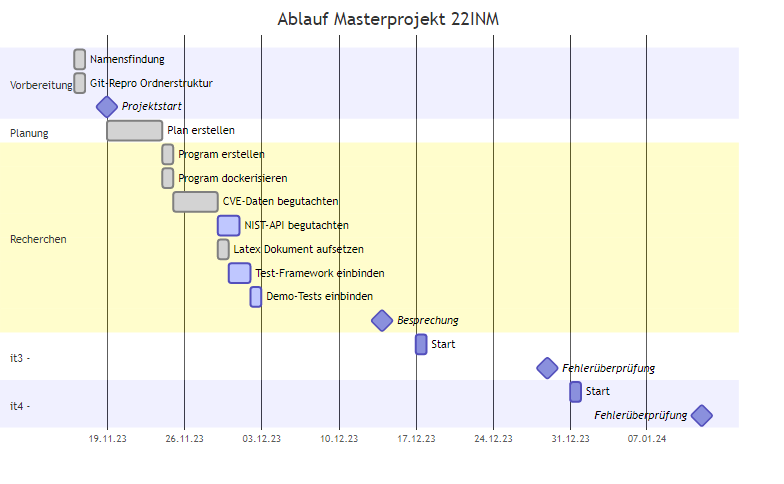 Ablauf Masterprojekt 22INM
Namensfindung
Vorbereitung
Git-Repro Ordnerstruktur
Projektstart
Planung
Plan erstellen
Program erstellen
Program dockerisieren
CVE-Daten begutachten
NIST-API begutachten
Recherchen
Latex Dokument aufsetzen
Test-Framework einbinden
Demo-Tests einbinden
Besprechung
Start
it3 -
Fehlerüberprüfung
Start
it4 -
Fehlerüberprüfung
19.11.23 26.11.23 03.12.23 10.12.23 17.12.23 24.12.23 31.12.23 07.01.24